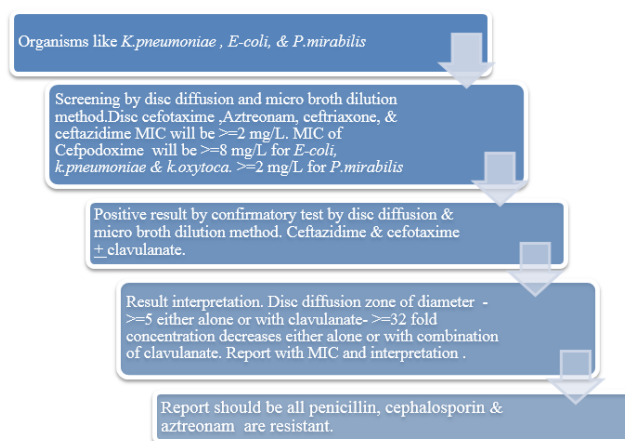 Organisms like K.pneumoniae , E-coli, & P.mirabilis
Screening by disc diffusion and micro broth dilution
method.Disc cefotaxime ,Aztreonam, ceftriaxone, &
ceftazidime MIC will be >=2 mg/L. MIC of
Cefpodoxime will be >=8 mg/L for E-coli,
k.pneumoniae & k.oxytoca. >=2 mg/L for P.mirabilis
Positive result by confirmatory test by disc diffusion &
micro broth dilution method. Ceftazidime & cefotaxime
+ clavulanate.
Result interpretation. Disc diffusion zone of diameter -
>=5 either alone or with clavulanate- >=32 fold
concentration decreases either alone or with combination
of clavulanate. Report with MIC and interpretation .
Report should be all penicillin, cephalosporin &
aztreonam are resistant.